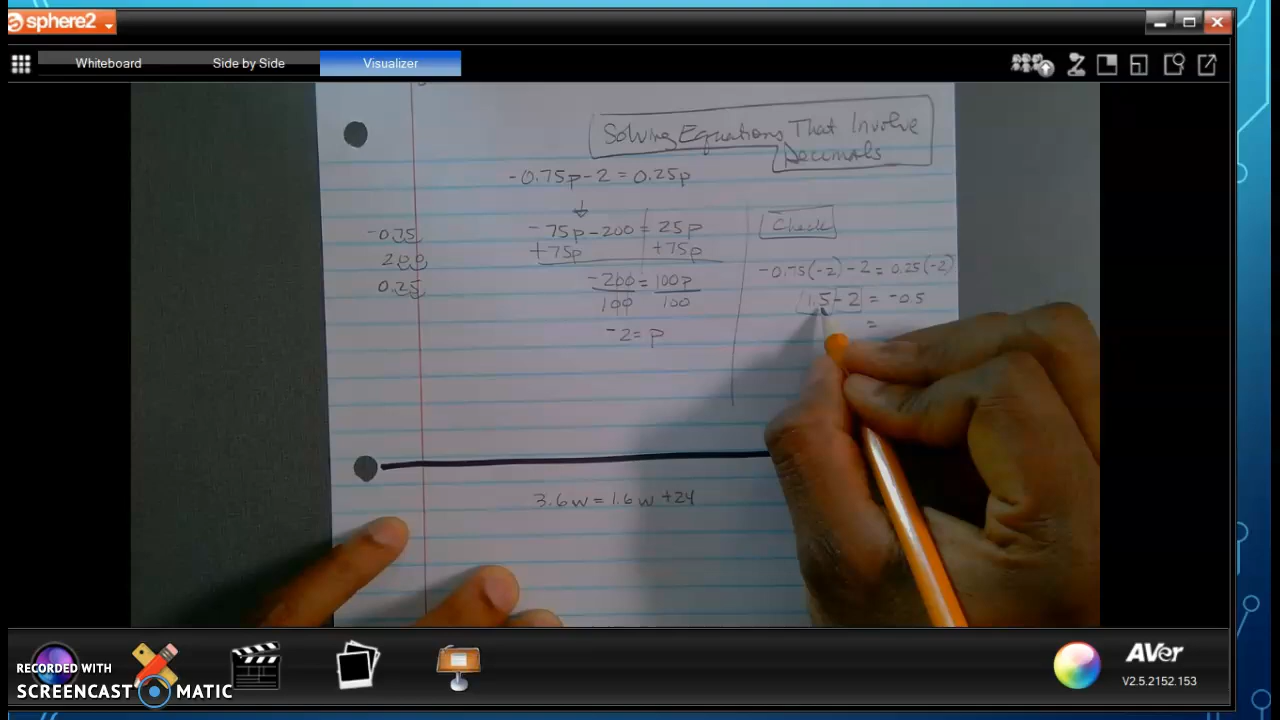 sphere2
Whiteboard
Side by Side
Visualizer
Solving Equations That Involve
Decimals
-0.75p-2=0.25p
-75p-200=25p
+75p +75p
-200=100p
100 100
-2=p
-0.75
200
0.25
Check
-0.75(-2)-2=0.25(-2)
1.5-2=-0.5
=
3.6w=1.6w+24
RECORDED WITH
SCREENCAST MATIC
AVer
V2.5.2152.153